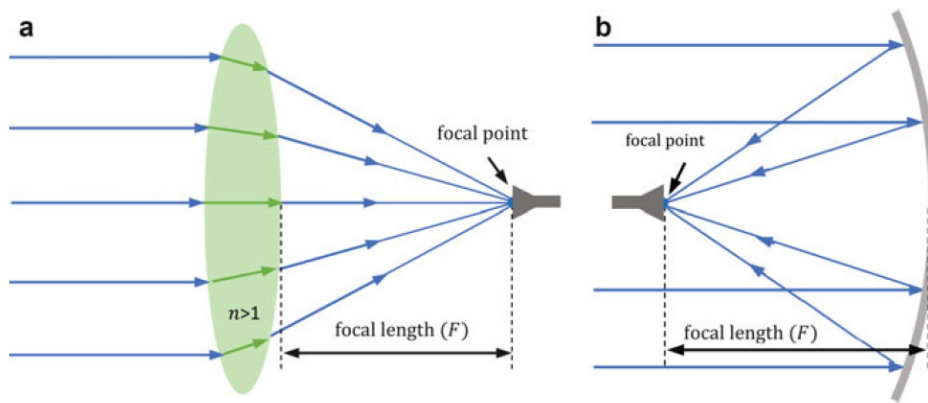 a
focal point
n>1
focal length (F)
b
focal point
focal length (F)